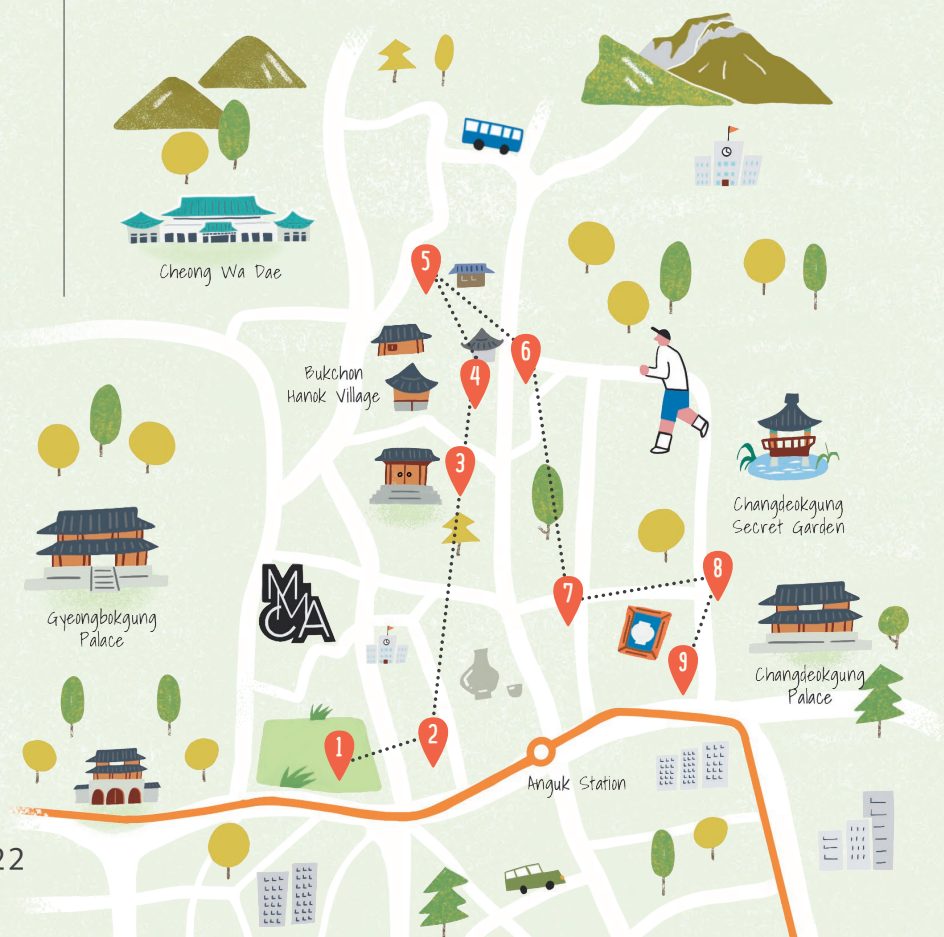 Cheong Wa Dae
5
6
Bukchon
Hanok Village
4
3
Changdeokgung
Secret Garden
Gyeongbokgung
Palace
MMCA
7
8
9
Changdeokgung
Palace
1
2
Anguk Station
22